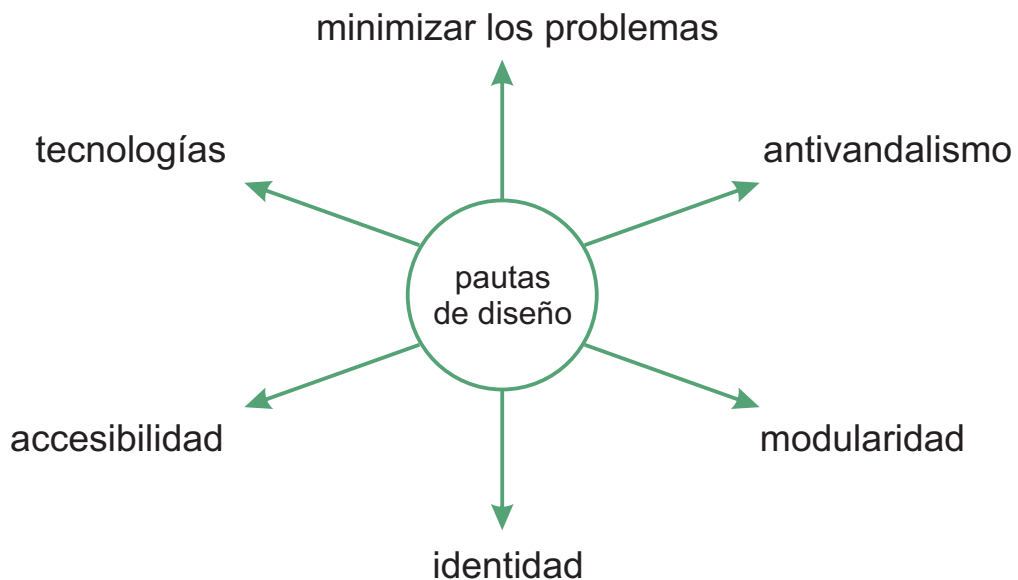 minimizar los problemas
tecnologías
antivandalismo
pautas
de diseño
accesibilidad
modularidad
identidad